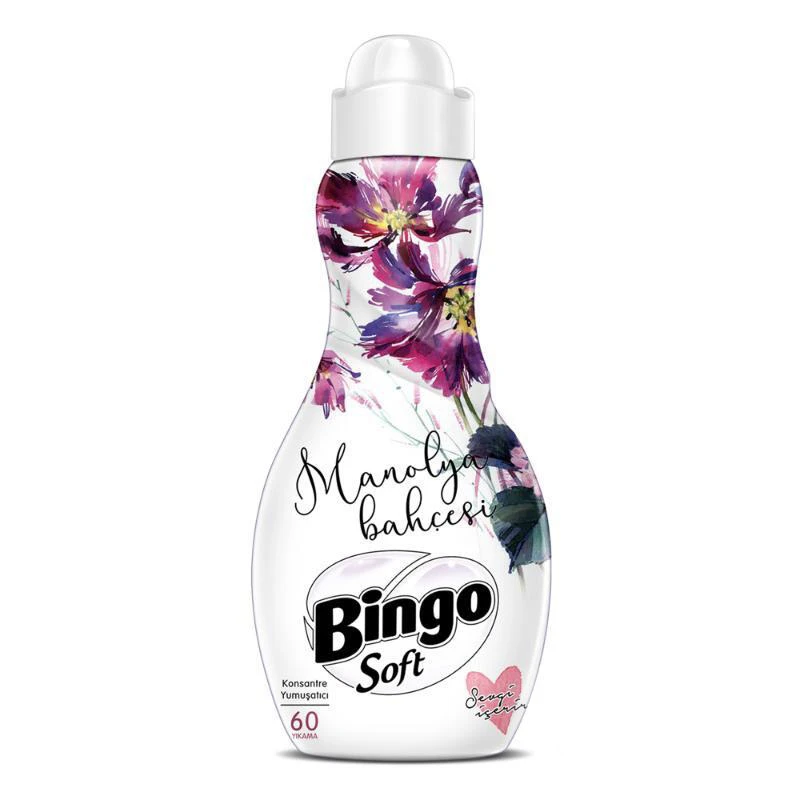 Manolya
bahçesi
Bingo
Soft
Konsantre
Yumuşatıcı
60
YIKAMA
Sevgi
içerir